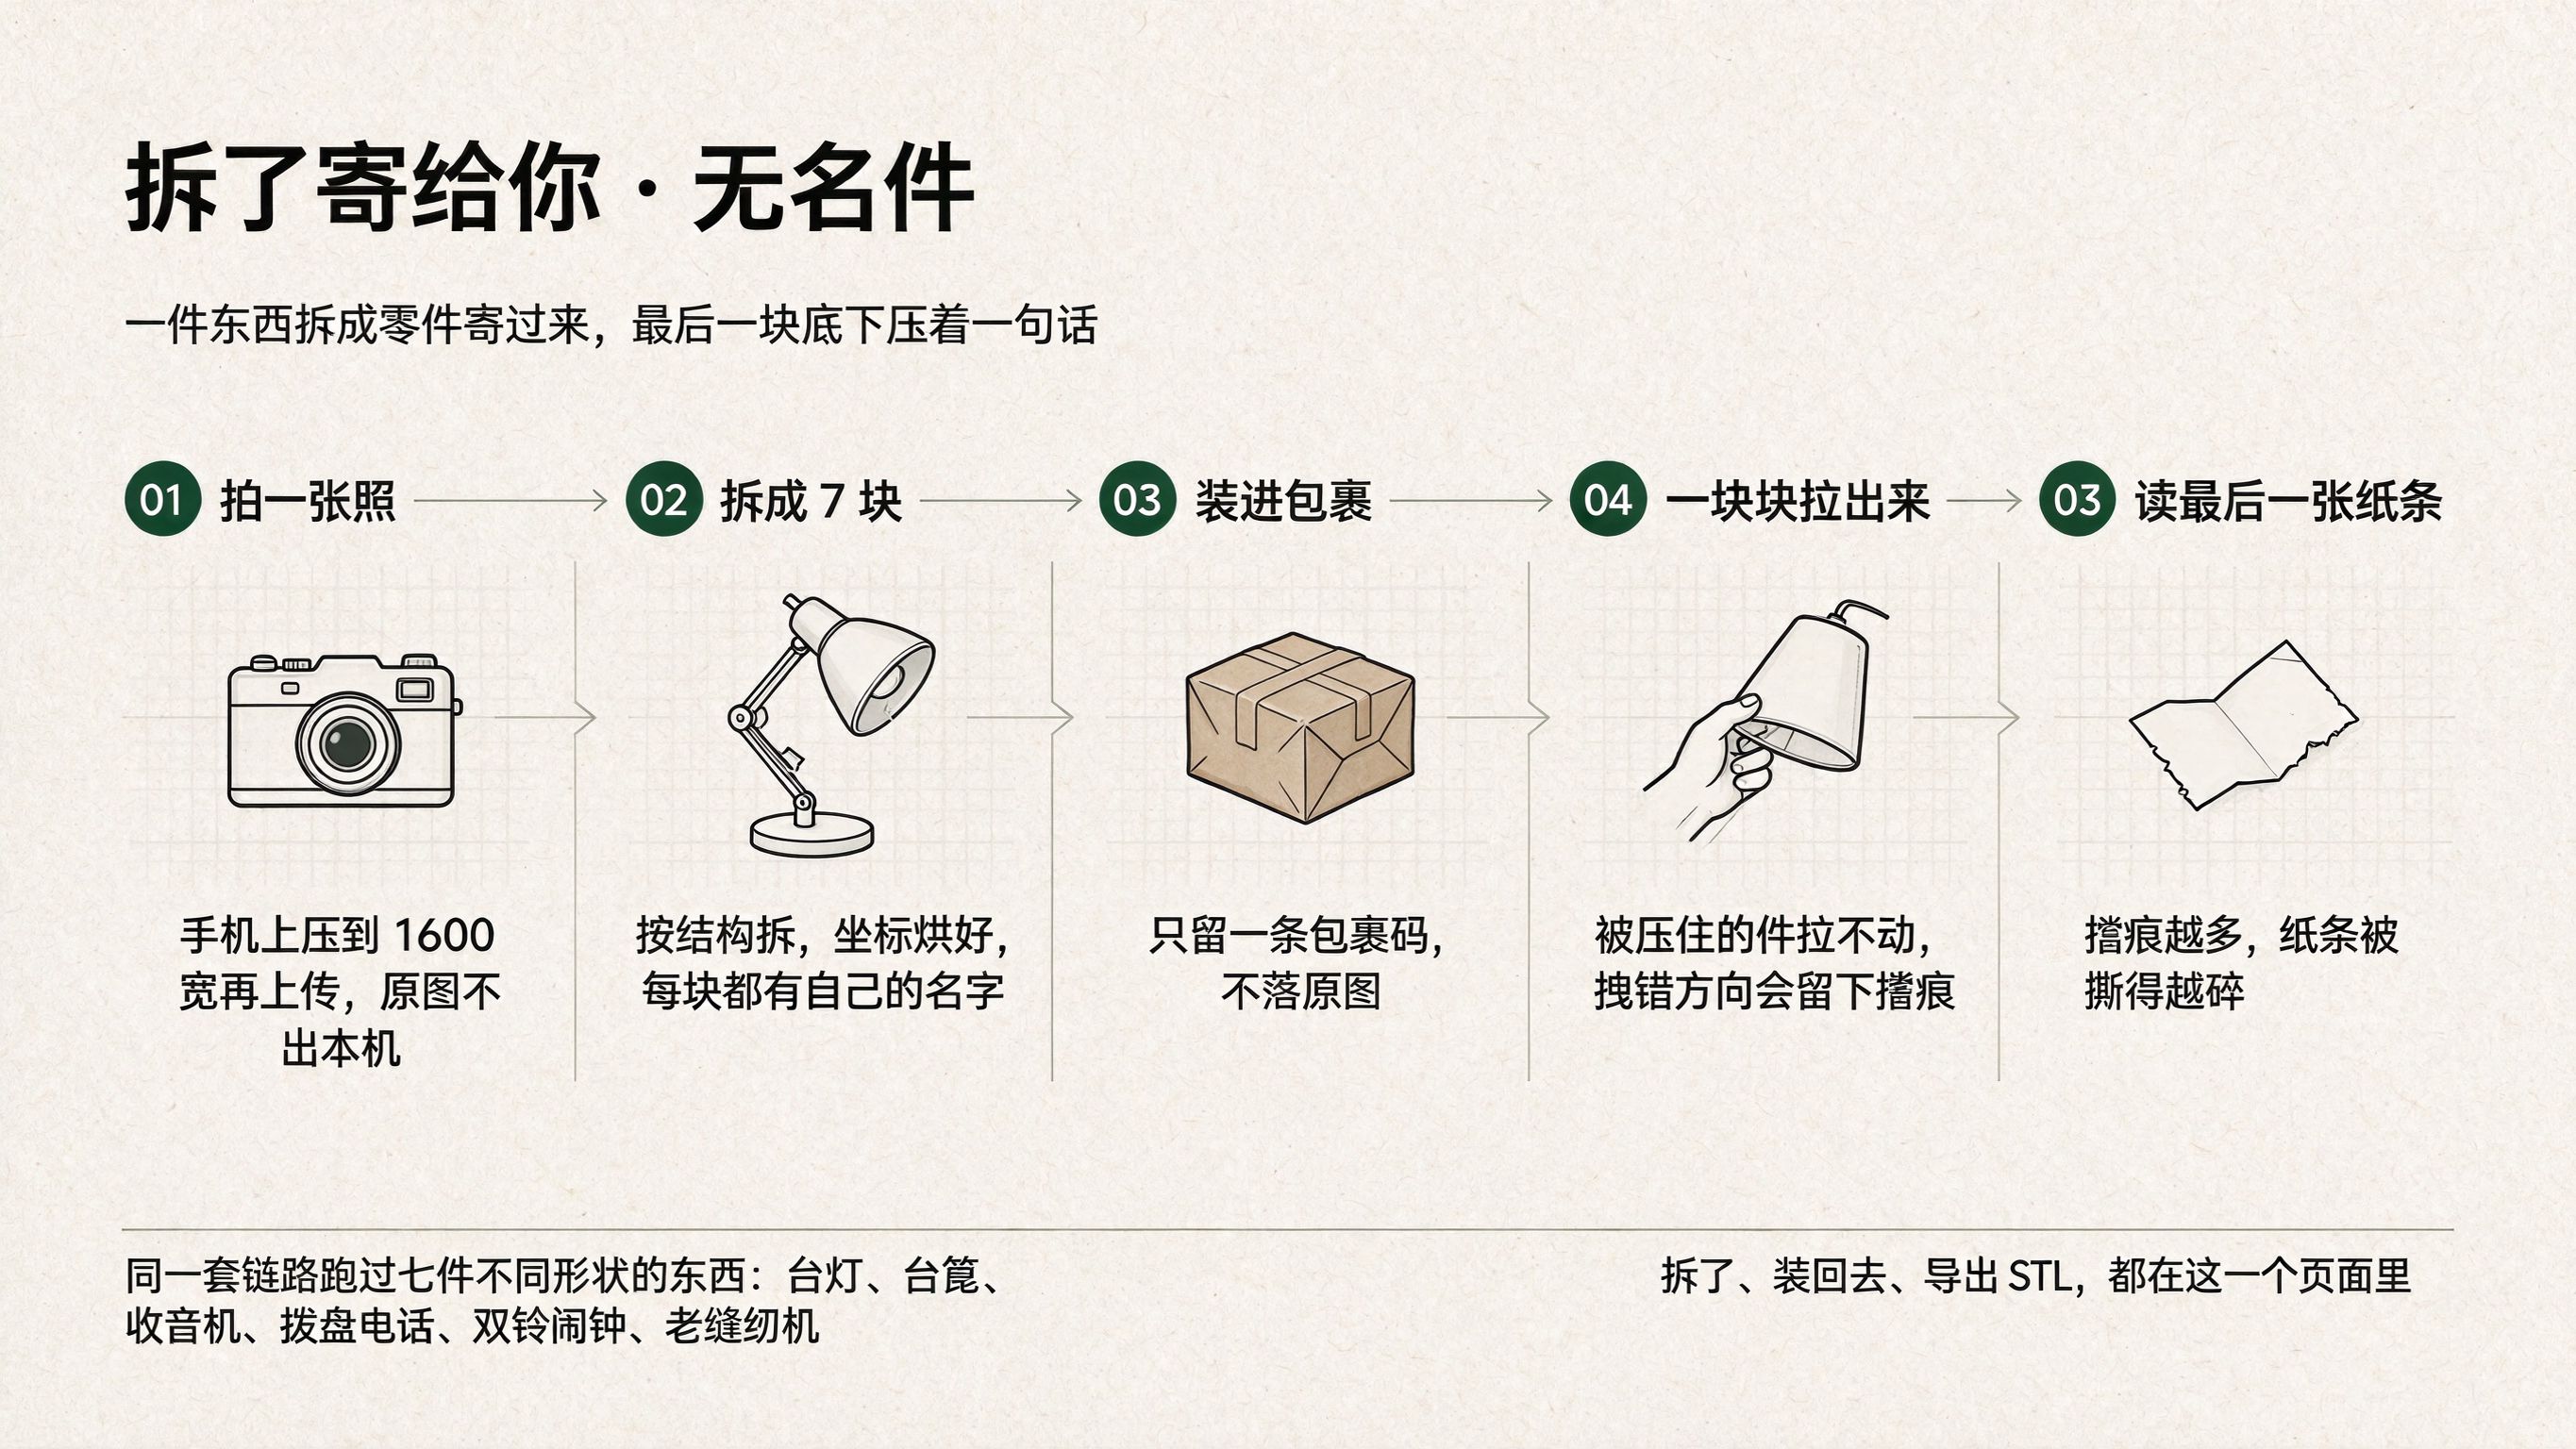 拆了寄给你 · 无名件
一件东西拆成零件寄过来，最后一块底下压着一句话
01 拍一张照
02 拆成 7 块
03 装进包裹
04 一块块拉出来
03 读最后一张纸条
手机上压到 1600
宽再上传，原图不
出本机
按结构拆，坐标烘好，
每块都有自己的名字
只留一条包裹码，
不落原图
被压住的件拉不动，
拽错方向会留下撍痕
撍痕越多，纸条被
撕得越碎
同一套链路跑过七件不同形状的东西：台灯、台篦、
收音机、拨盘电话、双铃闹钟、老缝纫机
拆了、装回去、导出 STL，都在这一个页面里